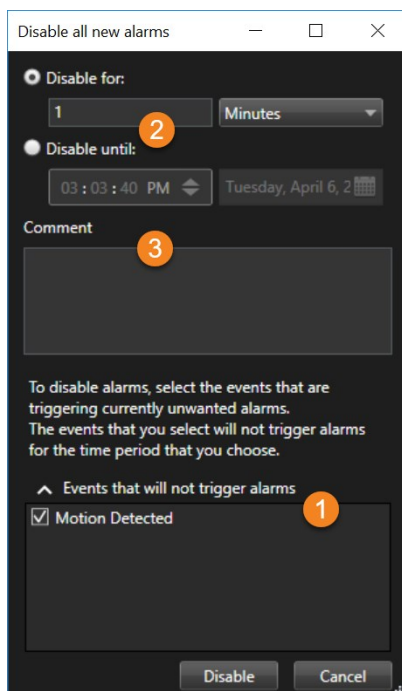 Disable all new alarms
Disable for:
1 Minutes
2
Disable until:
03:03:40 PM Tuesday, April 6, 2
Comment
3
To disable alarms, select the events that are
triggering currently unwanted alarms.
The events that you select will not trigger alarms
for the time period that you choose.
Events that will not trigger alarms
1
Motion Detected
Disable Cancel